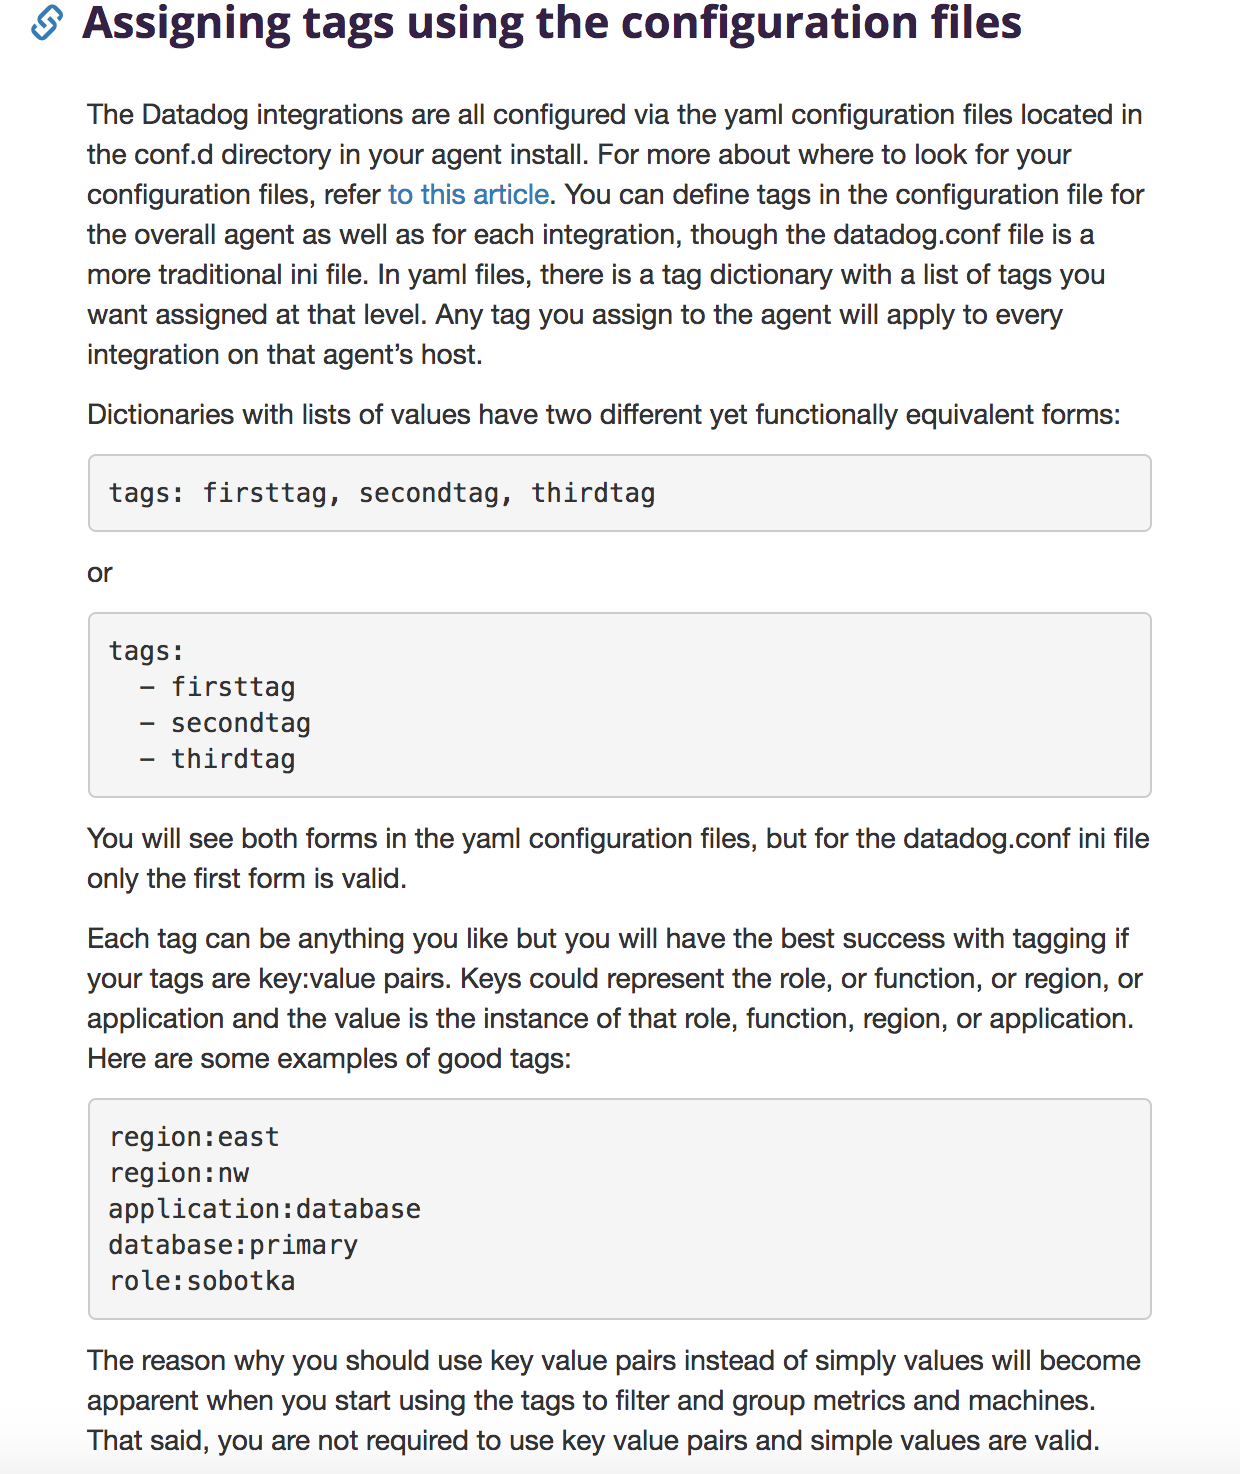 Assigning tags using the configuration files
The Datadog integrations are all configured via the yaml configuration files located in
the conf.d directory in your agent install. For more about where to look for your
configuration files, refer to this article. You can define tags in the configuration file for
the overall agent as well as for each integration, though the datadog.conf file is a
more traditional ini file. In yaml files, there is a tag dictionary with a list of tags you
want assigned at that level. Any tag you assign to the agent will apply to every
integration on that agent’s host.
Dictionaries with lists of values have two different yet functionally equivalent forms:
tags: firsttag, secondtag, thirdtag
or
tags:
  - firsttag
  - secondtag
  - thirdtag
You will see both forms in the yaml configuration files, but for the datadog.conf ini file
only the first form is valid.
Each tag can be anything you like but you will have the best success with tagging if
your tags are key:value pairs. Keys could represent the role, or function, or region, or
application and the value is the instance of that role, function, region, or application.
Here are some examples of good tags:
region:east
region:nw
application:database
database:primary
role:sobotka
The reason why you should use key value pairs instead of simply values will become
apparent when you start using the tags to filter and group metrics and machines.
That said, you are not required to use key value pairs and simple values are valid.